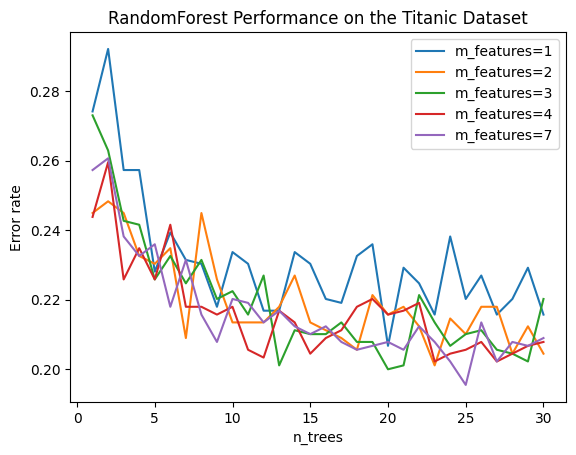 RandomForest Performance on the Titanic Dataset
m_features=1
m_features=2
m_features=3
m_features=4
m_features=7
Error rate
0.28
0.26
0.24
0.22
0.20
0 5 10 15 20 25 30
n_trees